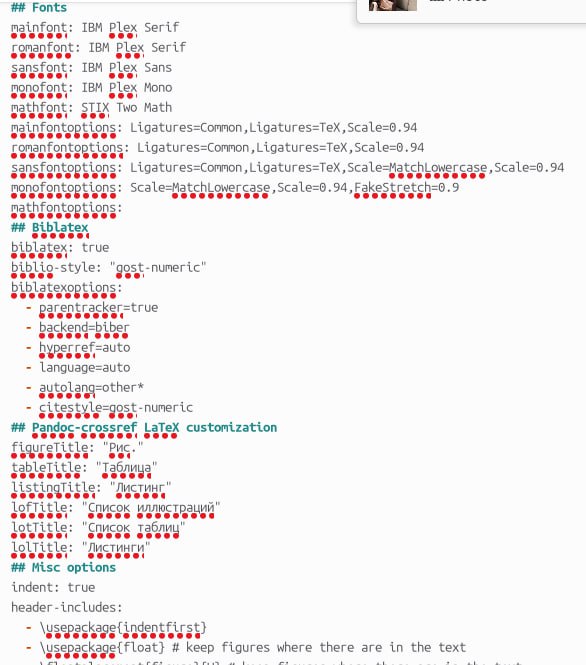 ## Fonts
mainfont: IBM Plex Serif
romanfont: IBM Plex Serif
sansfont: IBM Plex Sans
monofont: IBM Plex Mono
mathfont: STIX Two Math
mainfontoptions: Ligatures=Common,Ligatures=TeX,Scale=0.94
romanfontoptions: Ligatures=Common,Ligatures=TeX,Scale=0.94
sansfontoptions: Ligatures=Common,Ligatures=TeX,Scale=MatchLowercase,Scale=0.94
monofontoptions: Scale=MatchLowercase,Scale=0.94,FakeStretch=0.9
mathfontoptions:
## Biblatex
biblatex: true
biblio-style: "gost-numeric"
biblatexoptions:
- parentracker=true
- backend=biber
- hyperref=auto
- language=auto
- autolang=other*
- citestyle=gost-numeric
## Pandoc-crossref LaTeX customization
figureTitle: "Рис."
tableTitle: "Таблица"
listingTitle: "Листинг"
lofTitle: "Список иллюстраций"
lotTitle: "Список таблиц"
lolTitle: "Листинги"
## Misc options
indent: true
header-includes:
- \usepackage{indentfirst}
- \usepackage{float} # keep figures where there are in the text